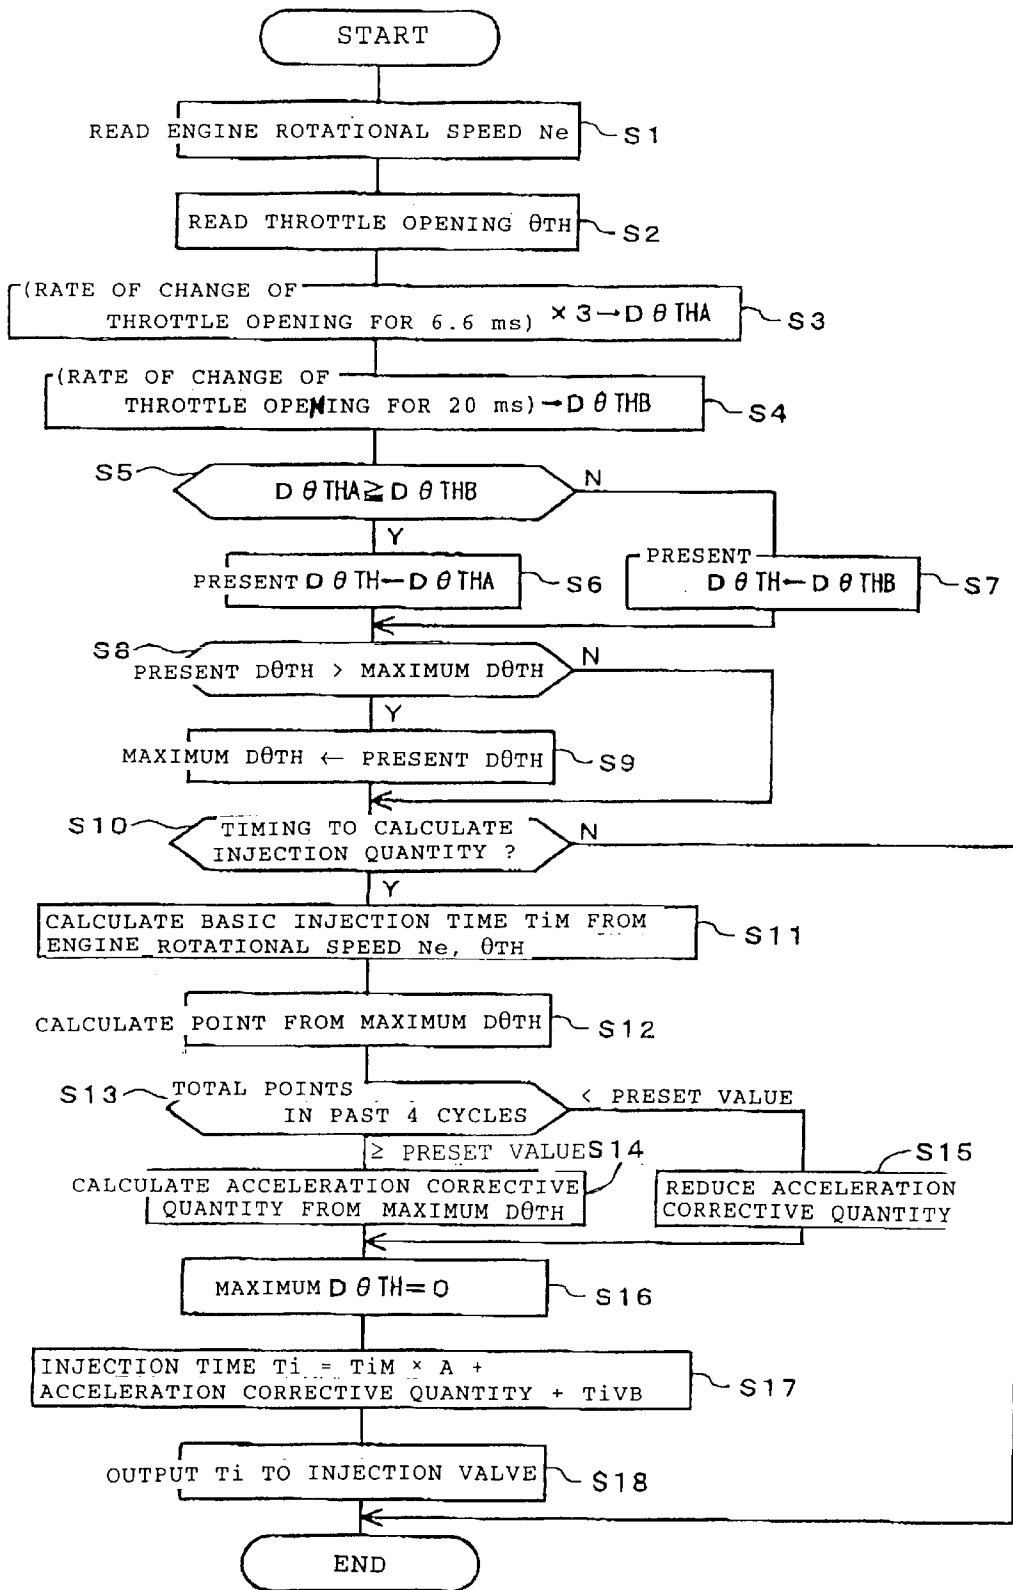 START
READ ENGINE ROTATIONAL SPEED Ne
S1
READ THROTTLE OPENING θTH
S2
(RATE OF CHANGE OF
THROTTLE OPENING FOR 6.6 ms) ×3→DθTHA
S3
(RATE OF CHANGE OF
THROTTLE OPENING FOR 20 ms)→DθTHB
S4
S5
DθTHA≧DθTHB
N
Y
PRESENT DθTH←DθTHA
S6
PRESENT
DθTH←DθTHB
S7
S8
PRESENT DθTH > MAXIMUM DθTH
N
Y
MAXIMUM DθTH ← PRESENT DθTH
S9
S10
TIMING TO CALCULATE
INJECTION QUANTITY ?
N
Y
CALCULATE BASIC INJECTION TIME TiM FROM
ENGINE ROTATIONAL SPEED Ne, θTH
S11
CALCULATE POINT FROM MAXIMUM DθTH
S12
S13
TOTAL POINTS
IN PAST 4 CYCLES
< PRESET VALUE
≥ PRESET VALUE
S14
CALCULATE ACCELERATION CORRECTIVE
QUANTITY FROM MAXIMUM DθTH
S15
REDUCE ACCELERATION
CORRECTIVE QUANTITY
MAXIMUM DθTH=0
S16
INJECTION TIME Ti = TiM × A +
ACCELERATION CORRECTIVE QUANTITY + TiVB
S17
OUTPUT Ti TO INJECTION VALVE
S18
END